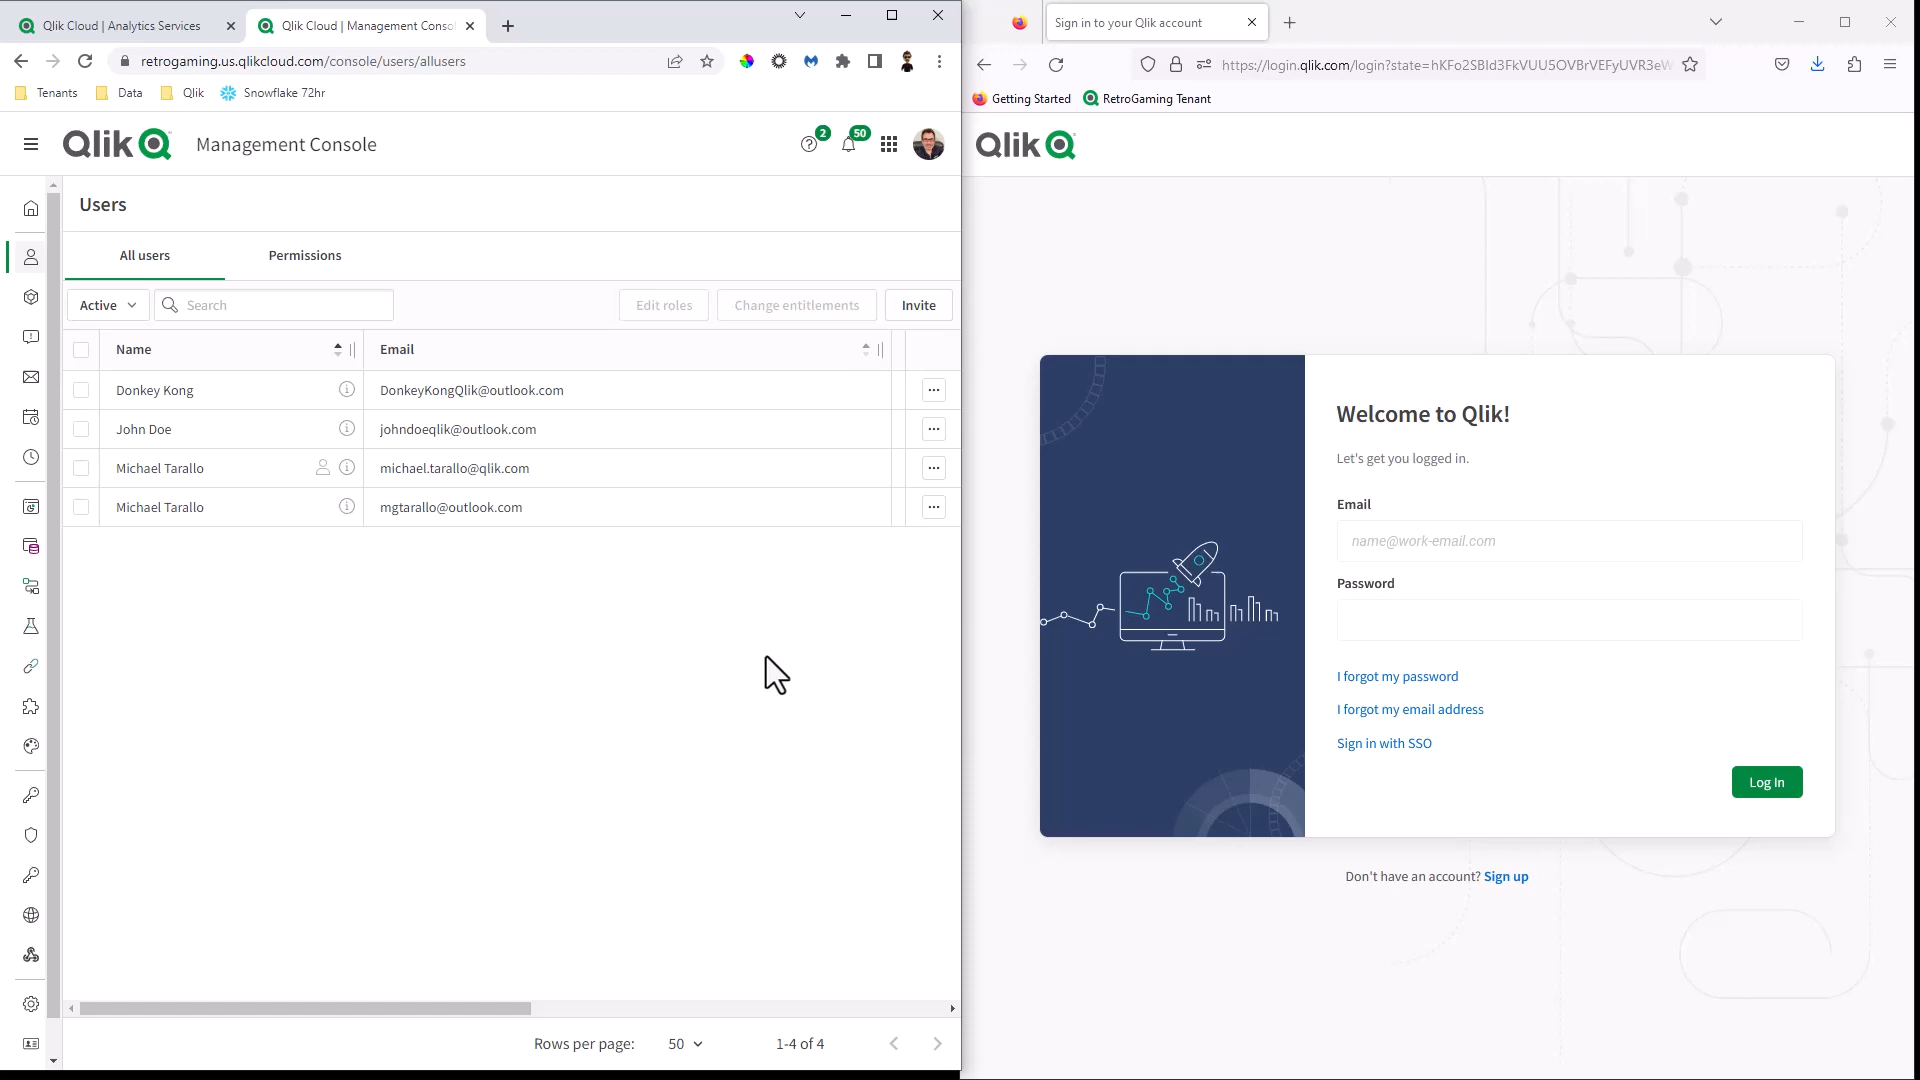 Qlik Cloud | Analytics Services
Qlik Cloud | Management Conso
retrogaming.us.qlikcloud.com/console/users/allusers
Tenants
Data
Qlik
Snowflake 72hr
Qlik
Management Console
2
50
Users
All users
Permissions
Active
Search
Edit roles
Change entitlements
Invite
Name
Email
Donkey Kong
DonkeyKongQlik@outlook.com
John Doe
johndoeqlik@outlook.com
Michael Tarallo
michael.tarallo@qlik.com
Michael Tarallo
mgtarallo@outlook.com
Rows per page:
50
1-4 of 4
Sign in to your Qlik account
https://login.qlik.com/login?state=hKFo2SBId3FkVUU5OVBrVEFyUVR3eW
Getting Started
RetroGaming Tenant
Qlik
Welcome to Qlik!
Let's get you logged in.
Email
name@work-email.com
Password
I forgot my password
I forgot my email address
Sign in with SSO
Log In
Don't have an account? Sign up